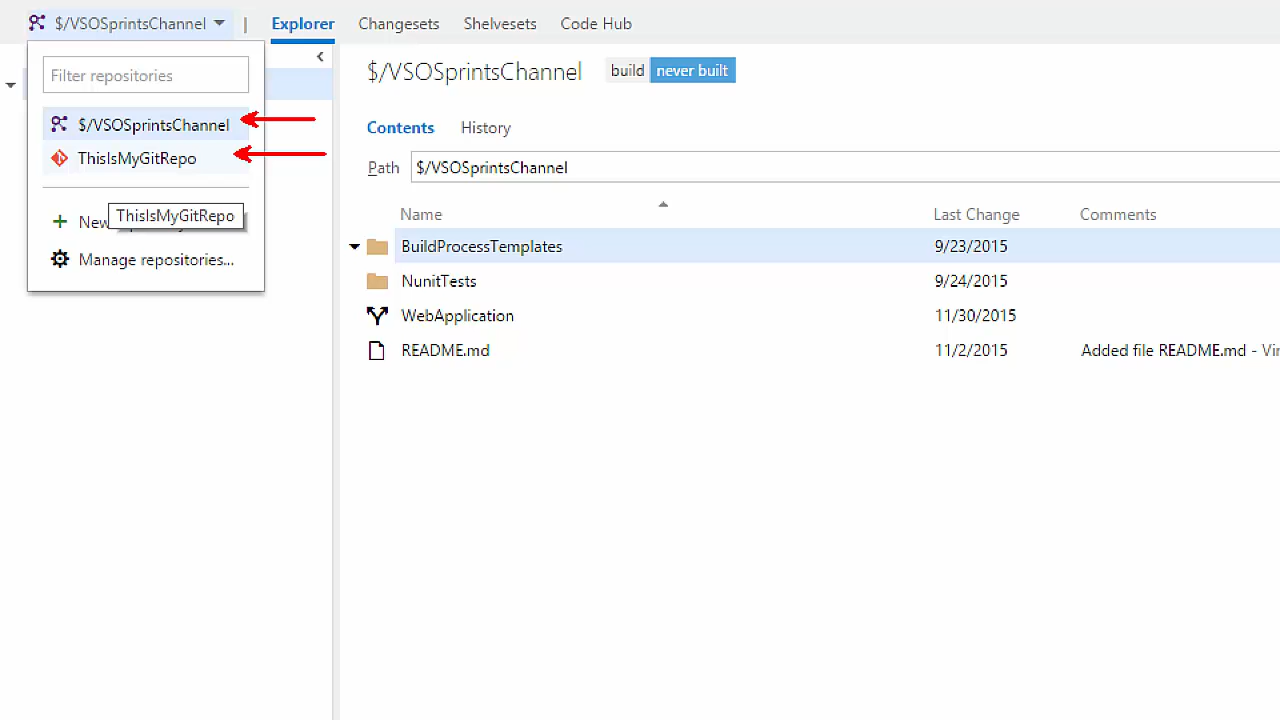 $/VSOSprintsChannel | Explorer Changesets Shelvesets Code Hub
Filter repositories
$/VSOSprintsChannel
ThisIsMyGitRepo
New
ThisIsMyGitRepo
Manage repositories...
$/VSOSprintsChannel build never built
Contents History
Path $/VSOSprintsChannel
Name Last Change Comments
BuildProcessTemplates 9/23/2015
NunitTests 9/24/2015
WebApplication 11/30/2015
README.md 11/2/2015 Added file README.md - Vir